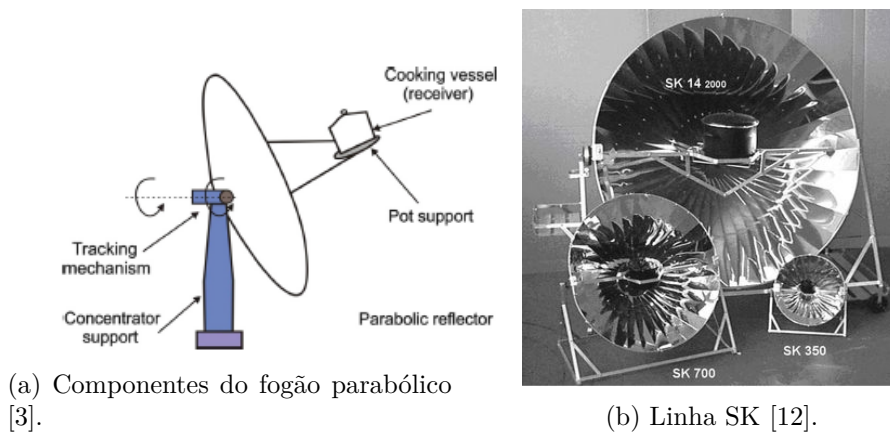 Cooking vessel
(receiver)
Pot support
Tracking
mechanism
Concentrator
support
Parabolic reflector
(a) Componentes do fogão parabólico
[3].
SK 14 2000
SK 700
SK 350
(b) Linha SK [12].